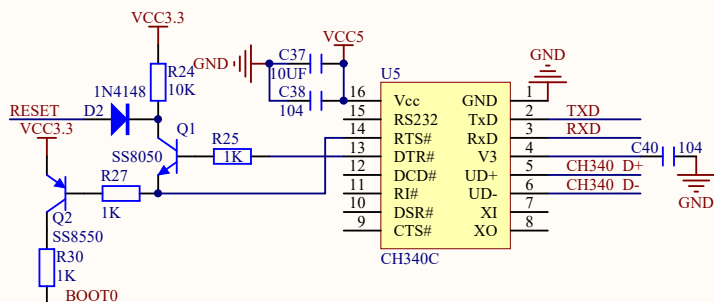 VCC3.3
R24
10K
1N4148
RESET
D2
VCC3.3
Q1
SS8050
R25
1K
R27
1K
Q2
SS8550
R30
1K
BOOT0
GND
C37
10UF
C38
104
VCC5
U5
16 Vcc GND 1
15 RS232 TxD 2 TXD
14 RTS# RxD 3 RXD
13 DTR# V3 4
12 DCD# UD+ 5 CH340 D+
11 RI# UD- 6 CH340 D-
10 DSR# XI 7
9 CTS# XO 8
CH340C
GND
C40
104
GND